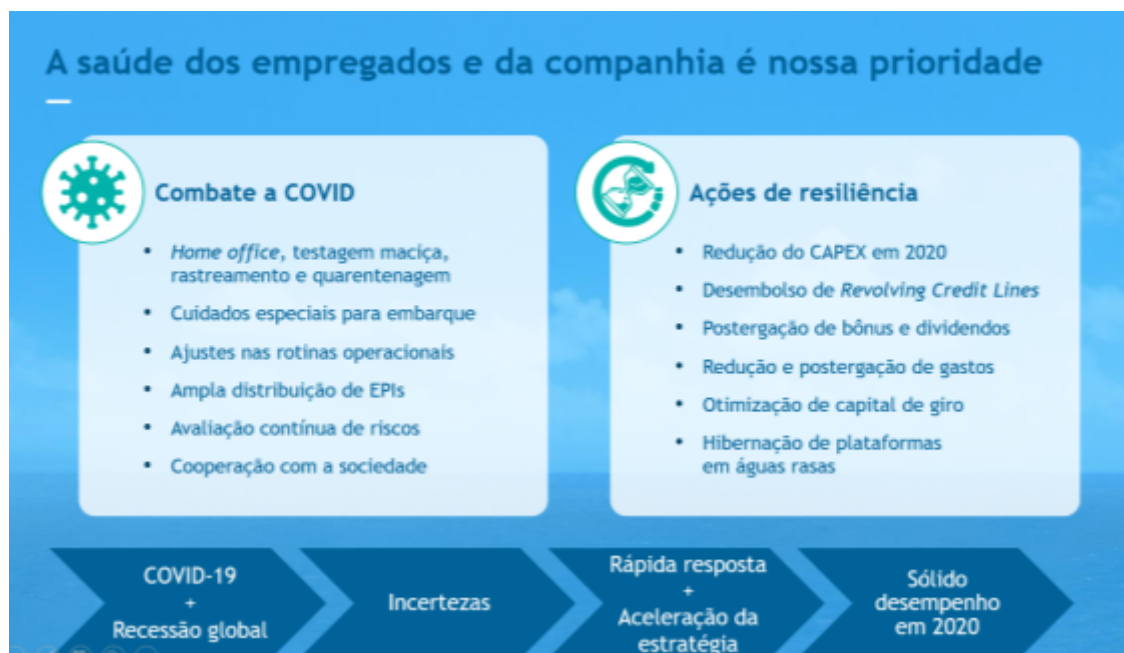 A saúde dos empregados e da companhia é nossa prioridade
Combate a COVID
• Home office, testagem maciça,
rastreamento e quarentenagem
• Cuidados especiais para embarque
• Ajustes nas rotinas operacionais
• Ampla distribuição de EPIs
• Avaliação contínua de riscos
• Cooperação com a sociedade
Ações de resiliência
• Redução do CAPEX em 2020
• Desembolso de Revolving Credit Lines
• Postergação de bônus e dividendos
• Redução e postergação de gastos
• Otimização de capital de giro
• Hibernação de plataformas
em águas rasas
COVID-19
+
Recessão global
Incertezas
Rápida resposta
+
Aceleração da
estratégia
Sólido
desempenho
em 2020